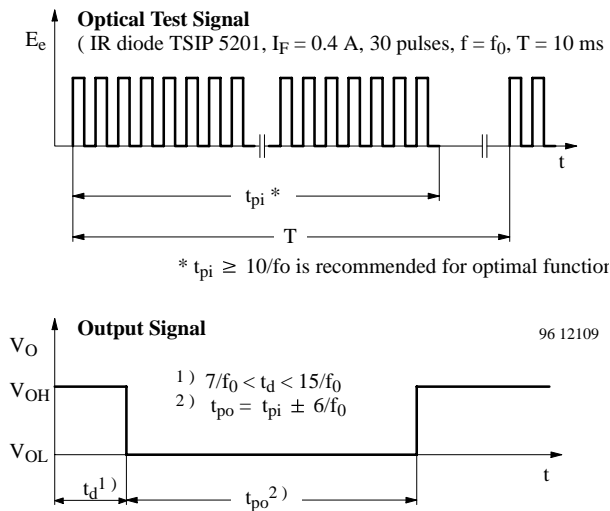 Optical Test Signal
E_e
( IR diode TSIP 5201, I_F = 0.4 A, 30 pulses, f = f_0, T = 10 ms
t
t_pi *
T
* t_pi ≥ 10/fo is recommended for optimal function
Output Signal
96 12109
V_O
V_OH
1 ) 7/f_0 < t_d < 15/f_0
2 ) t_po = t_pi ± 6/f_0
V_OL
t
t_d 1 )
t_po 2 )